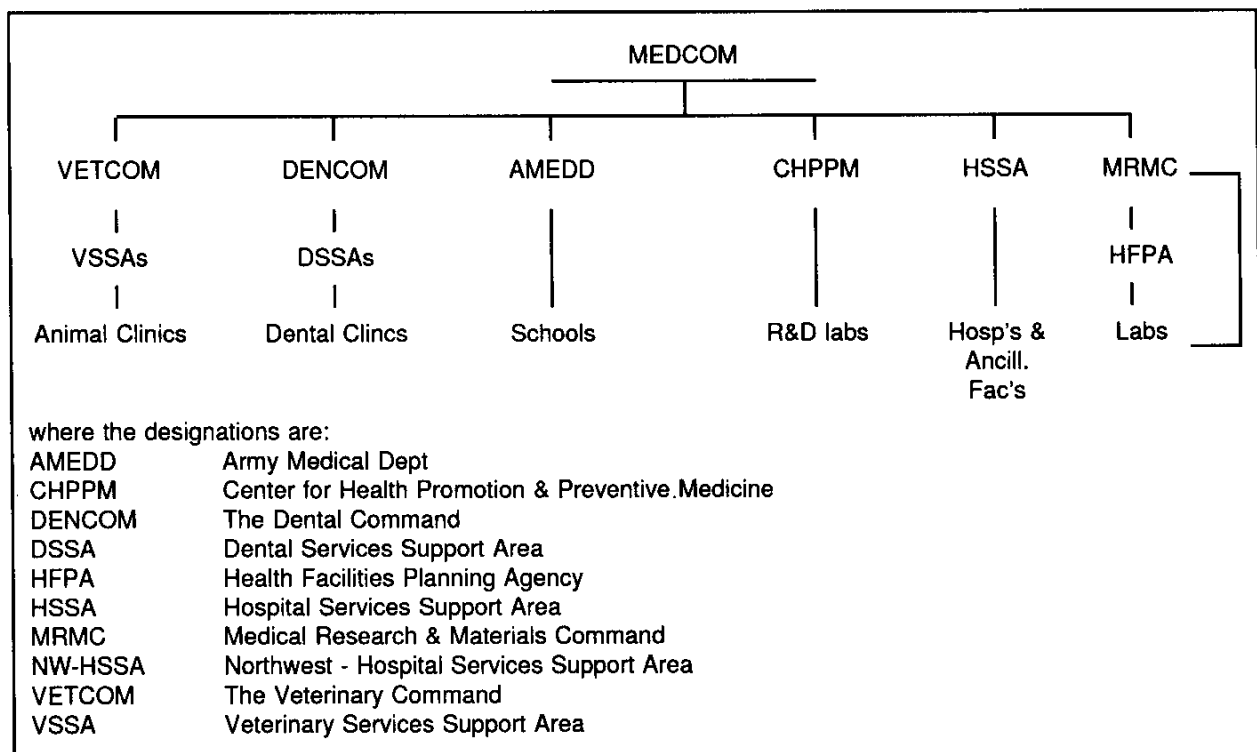 MEDCOM
VETCOM DENCOM AMEDD CHPPM HSSA MRMC
VSSAs DSSAs HFPA
Animal Clinics Dental Clincs Schools R&D labs Hosp's & Labs
Ancill.
Fac's
where the designations are:
AMEDD Army Medical Dept
CHPPM Center for Health Promotion & Preventive.Medicine
DENCOM The Dental Command
DSSA Dental Services Support Area
HFPA Health Facilities Planning Agency
HSSA Hospital Services Support Area
MRMC Medical Research & Materials Command
NW-HSSA Northwest - Hospital Services Support Area
VETCOM The Veterinary Command
VSSA Veterinary Services Support Area